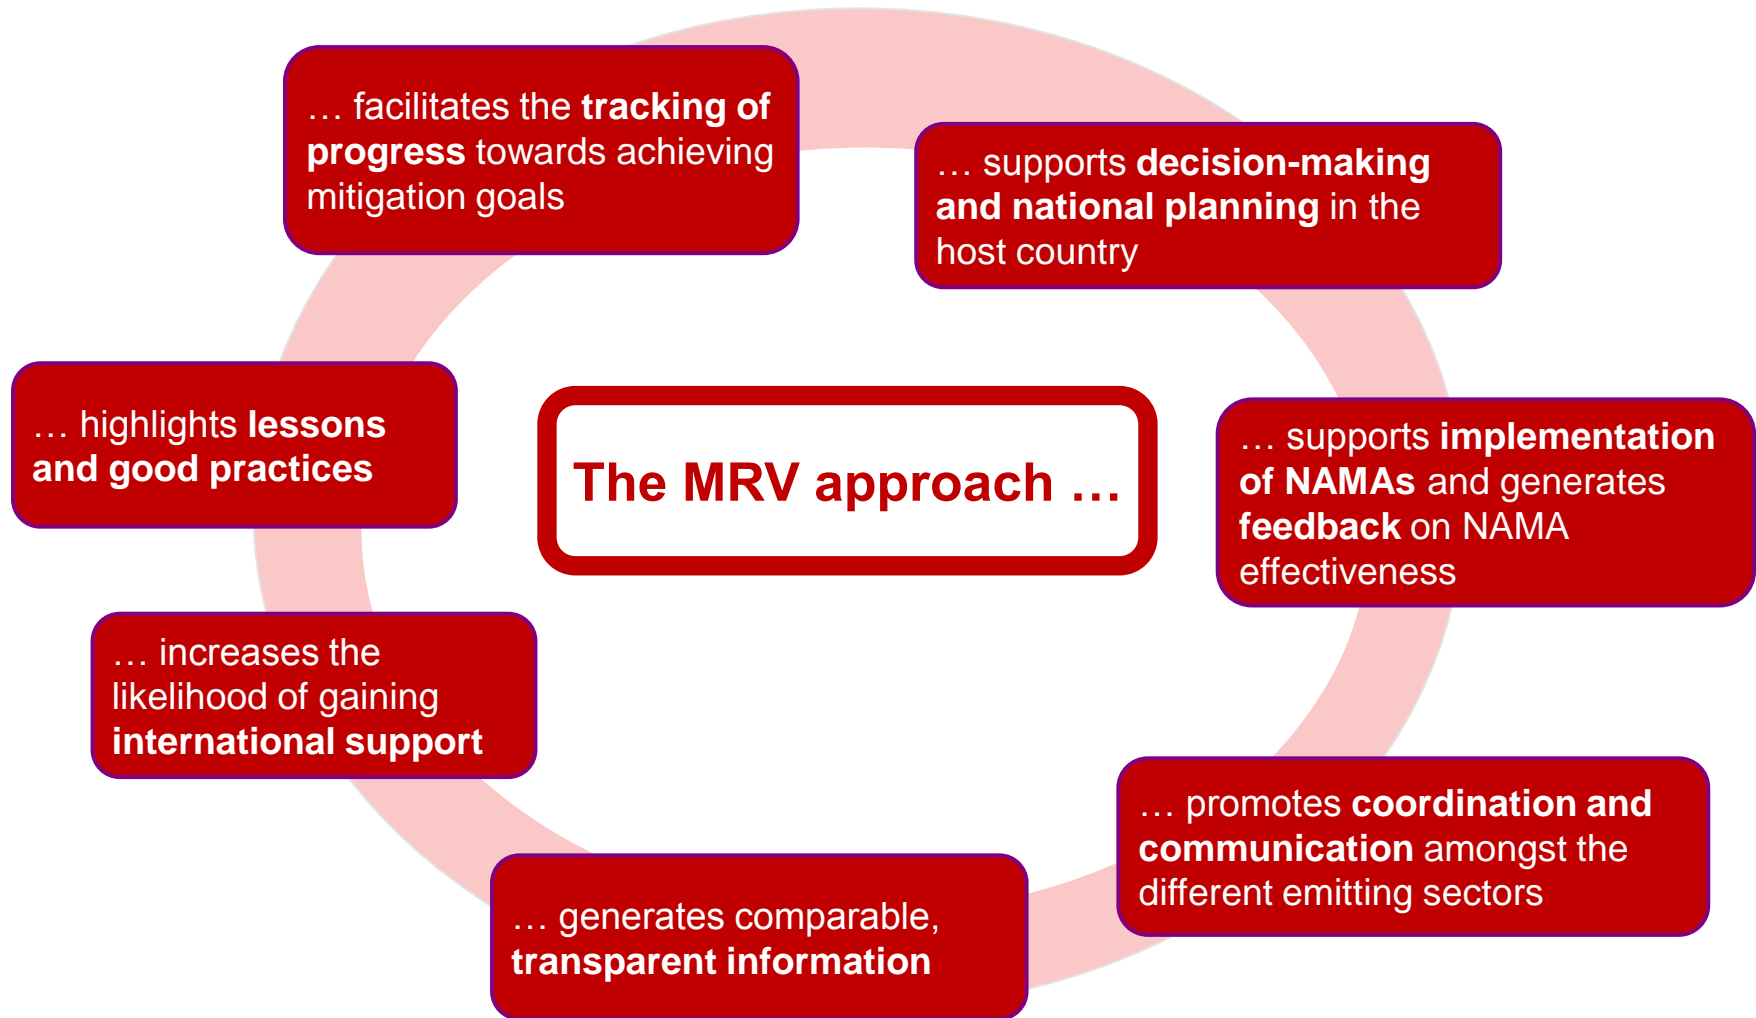 … facilitates the tracking of
progress towards achieving
mitigation goals
… supports decision-making
and national planning in the
host country
… highlights lessons
and good practices
The MRV approach …
… supports implementation
of NAMAs and generates
feedback on NAMA
effectiveness
… increases the
likelihood of gaining
international support
… promotes coordination and
communication amongst the
different emitting sectors
… generates comparable,
transparent information